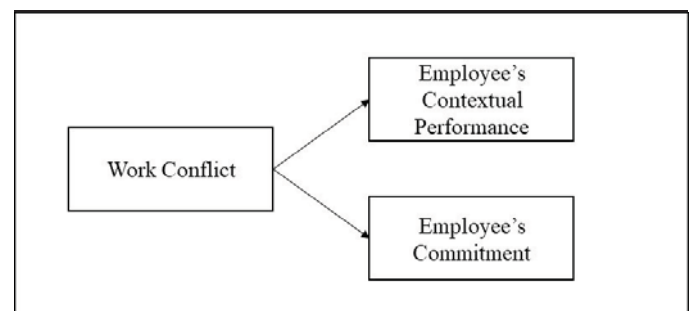 Work Conflict
Employee's
Contextual
Performance
Employee's
Commitment